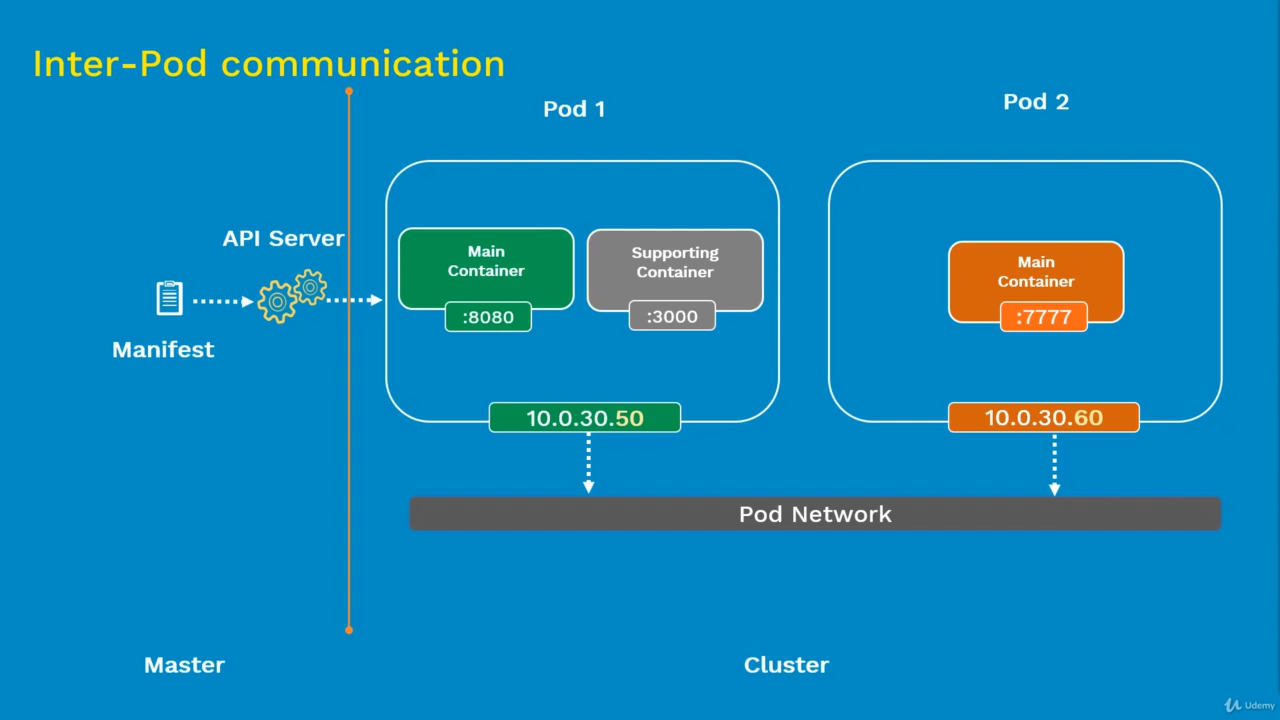 Inter-Pod communication
Pod 1
Pod 2
API Server
Manifest
Main
Container
:8080
Supporting
Container
:3000
Main
Container
:7777
10.0.30.50
10.0.30.60
Pod Network
Master
Cluster
Udemy